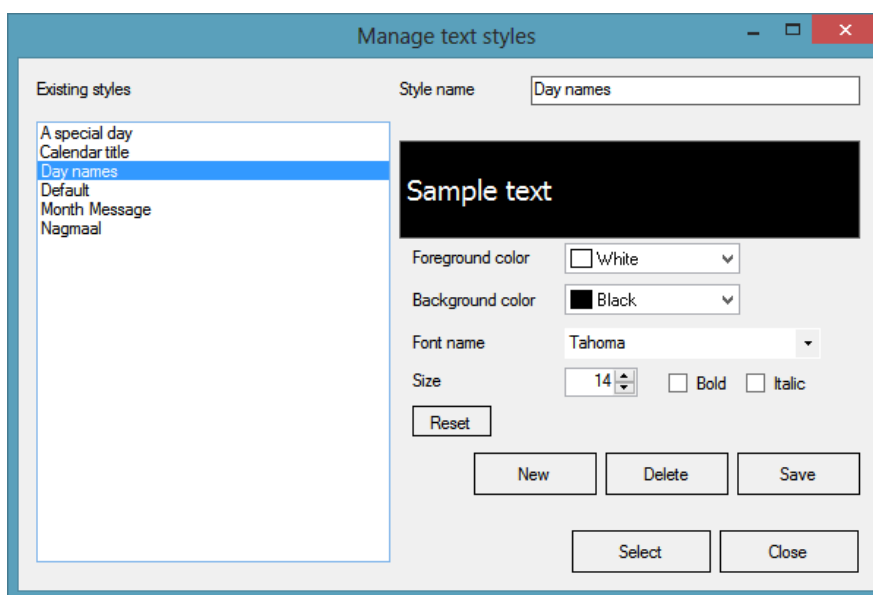 Manage text styles
Existing styles
A special day
Calendar title
Day names
Default
Month Message
Nagmaal
Style name Day names
Sample text
Foreground color White
Background color Black
Font name Tahoma
Size 14 Bold Italic
Reset
New Delete Save
Select Close